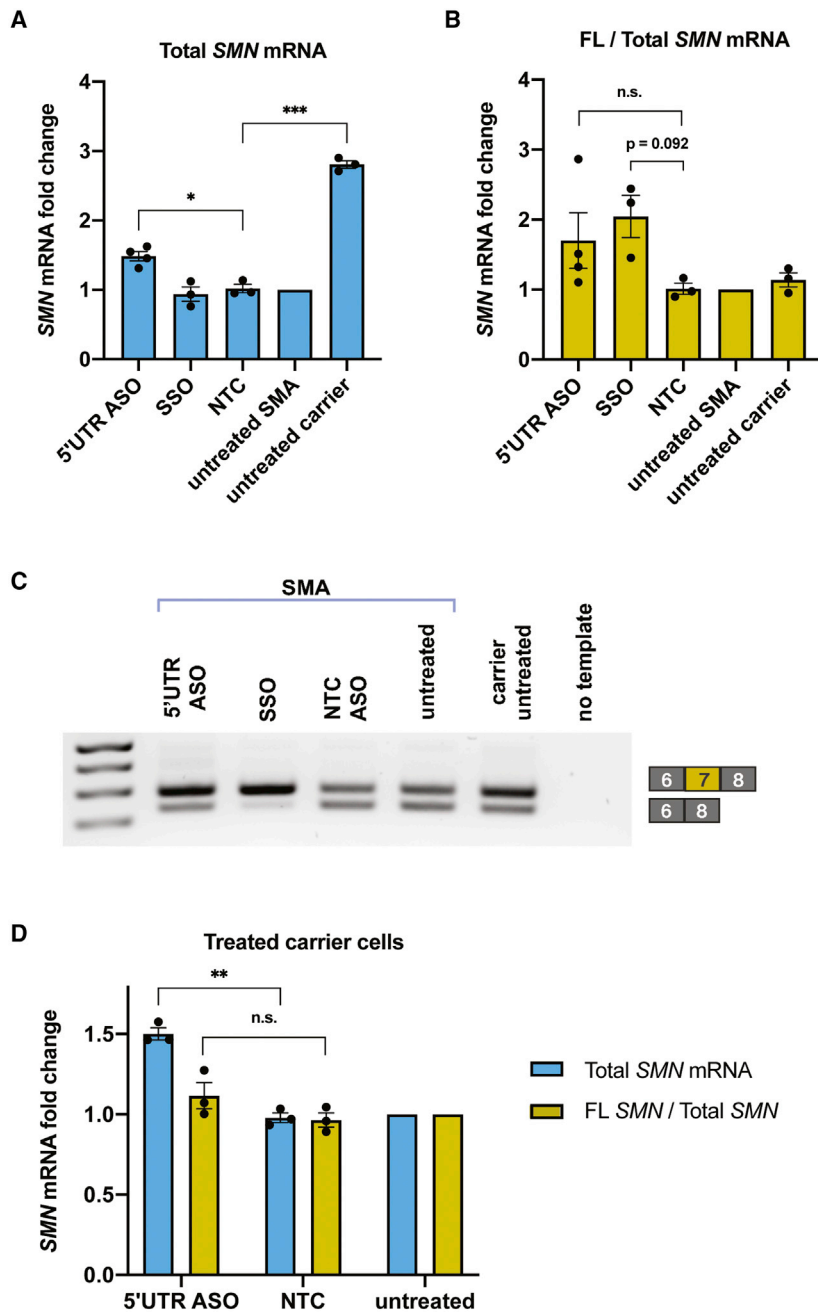 A
Total SMN mRNA
SMN mRNA fold change
4
3
2
1
0
*
***
5'UTR ASO
SSO
NTC
untreated SMA
untreated carrier
B
FL / Total SMN mRNA
SMN mRNA fold change
4
3
2
1
0
n.s.
p = 0.092
5'UTR ASO
SSO
NTC
untreated SMA
untreated carrier
C
SMA
5'UTR
ASO
SSO
NTC
ASO
untreated
carrier
untreated
no template
6 7 8
6 8
D
Treated carrier cells
SMN mRNA fold change
1.5
1.0
0.5
0.0
**
n.s.
5'UTR ASO
NTC
untreated
Total SMN mRNA
FL SMN / Total SMN